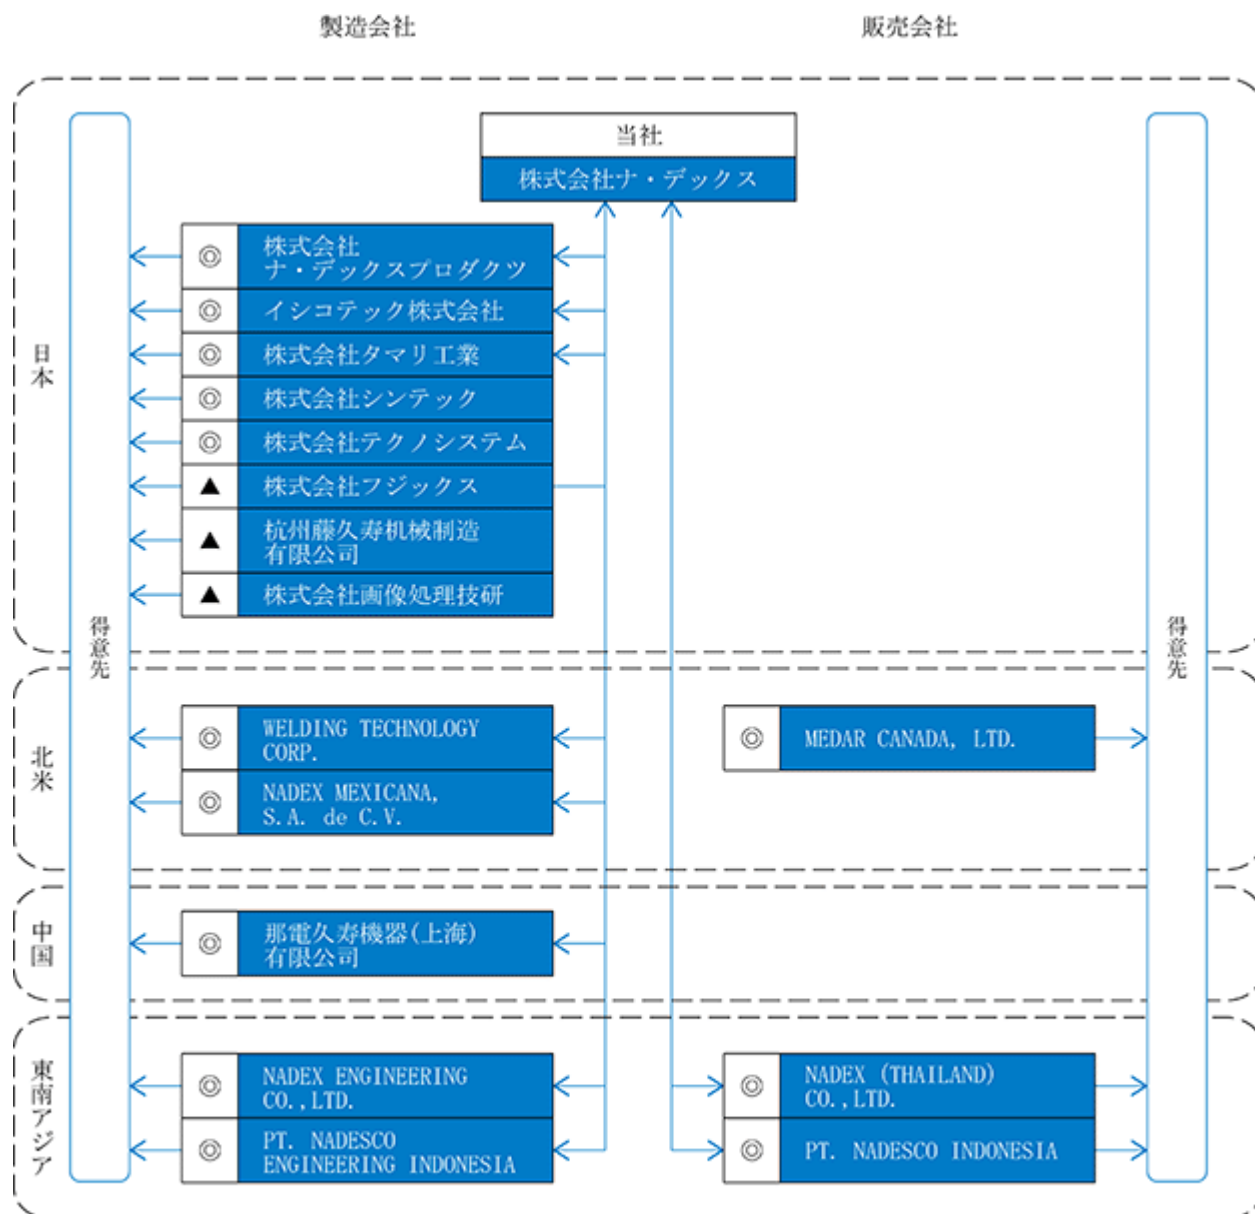 製造会社
販売会社
当社
株式会社ナ・デックス
日本
得意先
得意先
◎ 株式会社
ナ・デックスプロダクツ
◎ イシコテック株式会社
◎ 株式会社タマリ工業
◎ 株式会社シンテック
◎ 株式会社テクノシステム
▲ 株式会社フジックス
▲ 杭州藤久寿机械制造
有限公司
▲ 株式会社画像処理技研
北米
◎ WELDING TECHNOLOGY
CORP.
◎ NADEX MEXICANA,
S.A. de C.V.
◎ MEDAR CANADA, LTD.
中国
◎ 那電久寿機器(上海)
有限公司
東南アジア
◎ NADEX ENGINEERING
CO.,LTD.
◎ PT. NADESCO
ENGINEERING INDONESIA
◎ NADEX (THAILAND)
CO.,LTD.
◎ PT. NADESCO INDONESIA